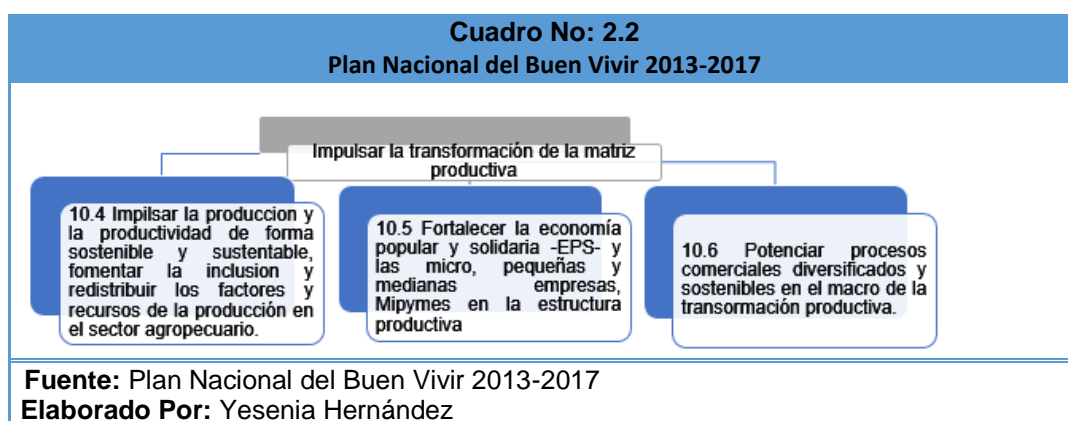 Cuadro No: 2.2
Plan Nacional del Buen Vivir 2013-2017
Impulsar la transformación de la matriz
productiva
10.4 Impilsar la produccion y
la productividad de forma
sostenible y sustentable,
fomentar la inclusion y
redistribuir los factores y
recursos de la producción en
el sector agropecuario.
10.5 Fortalecer la economía
popular y solidaria -EPS- y
las micro, pequeñas y
medianas empresas,
Mipymes en la estructura
productiva
10.6 Potenciar procesos
comerciales diversificados y
sostenibles en el macro de la
transormación productiva.
Fuente: Plan Nacional del Buen Vivir 2013-2017
Elaborado Por: Yesenia Hernández